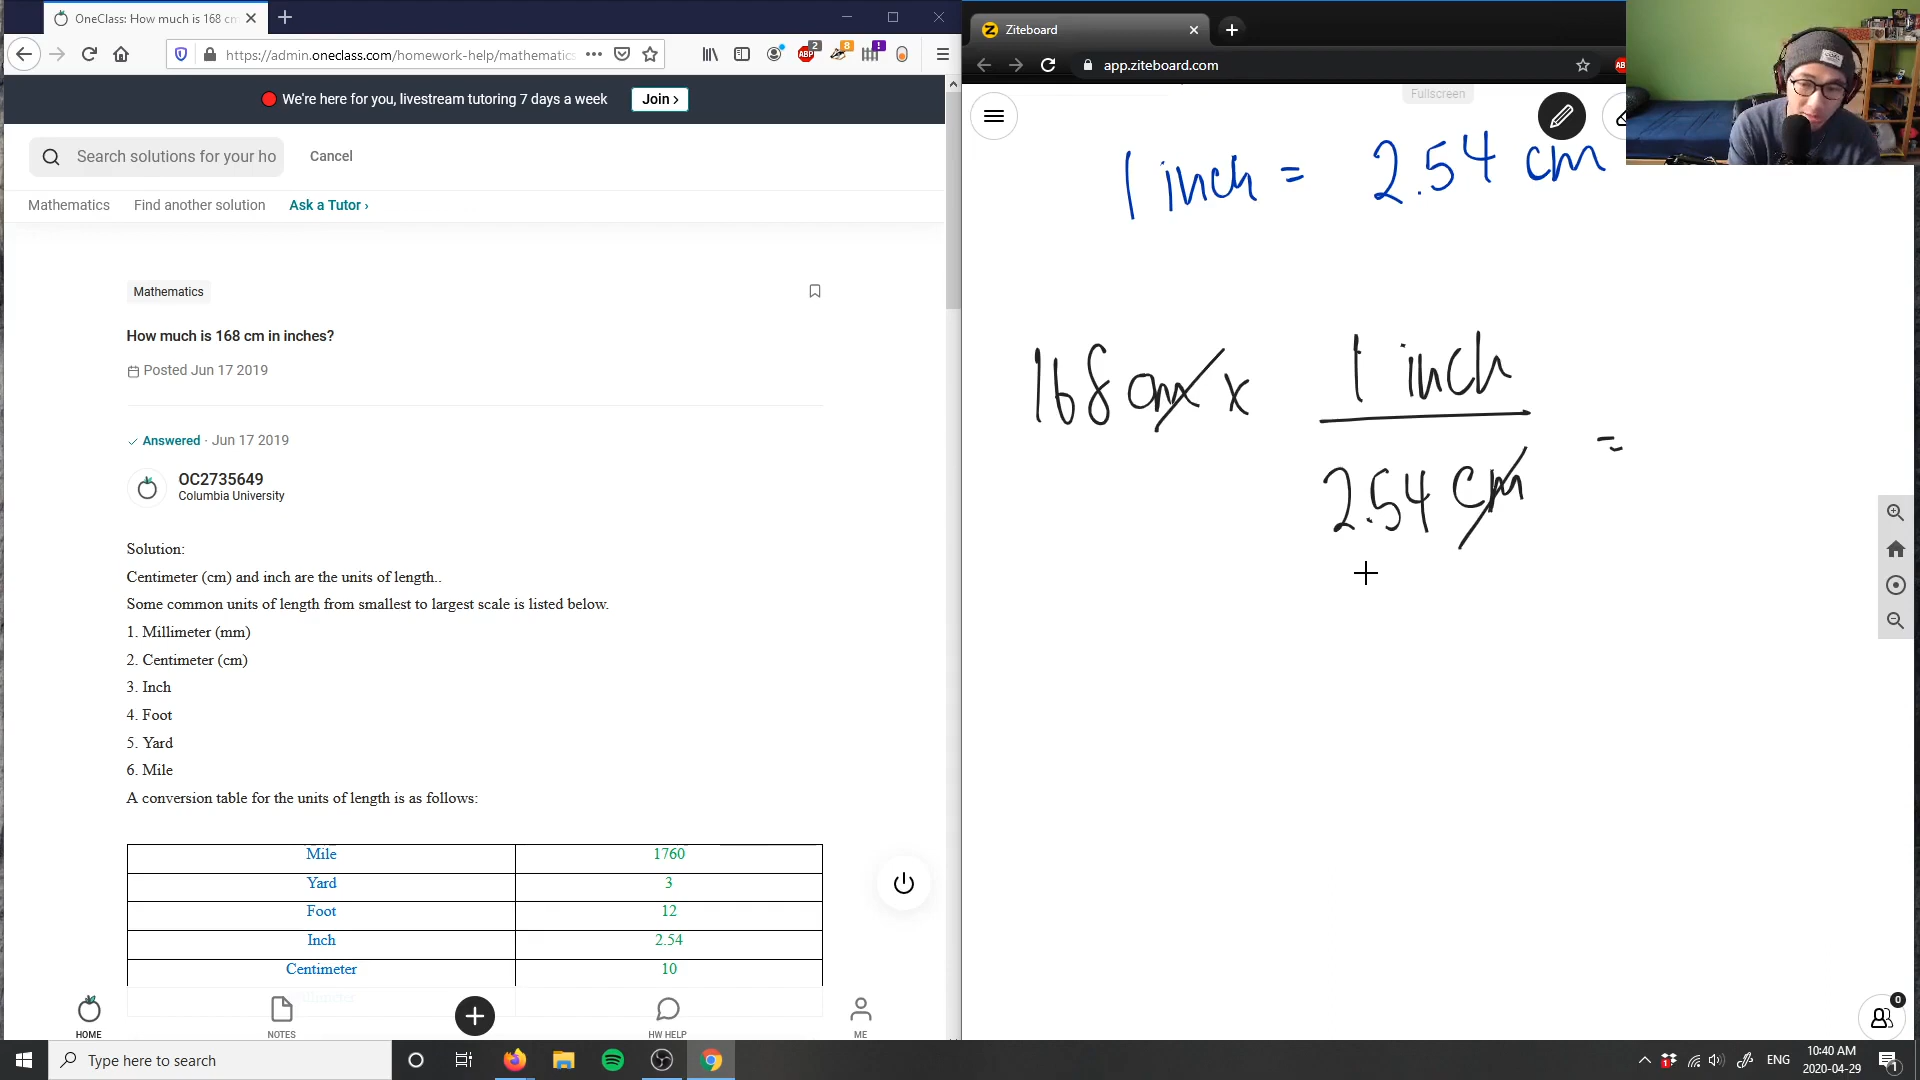 OneClass: How much is 168 cm
https://admin.oneclass.com/homework-help/mathematics
ABP 2 8 !
We're here for you, livestream tutoring 7 days a week Join ›
Search solutions for your ho Cancel
Mathematics Find another solution Ask a Tutor ›
Mathematics
How much is 168 cm in inches?
Posted Jun 17 2019
Answered · Jun 17 2019
OC2735649
Columbia University
Solution:
Centimeter (cm) and inch are the units of length..
Some common units of length from smallest to largest scale is listed below.
1. Millimeter (mm)
2. Centimeter (cm)
3. Inch
4. Foot
5. Yard
6. Mile
A conversion table for the units of length is as follows:
Mile 1760
Yard 3
Foot 12
Inch 2.54
Centimeter 10
HOME NOTES HW HELP ME
Ziteboard
app.ziteboard.com
Fullscreen
1 inch = 2.54 cm
168 cm x 1 inch
2.54 cm =
0
Type here to search
ENG
10:40 AM
2020-04-29
1